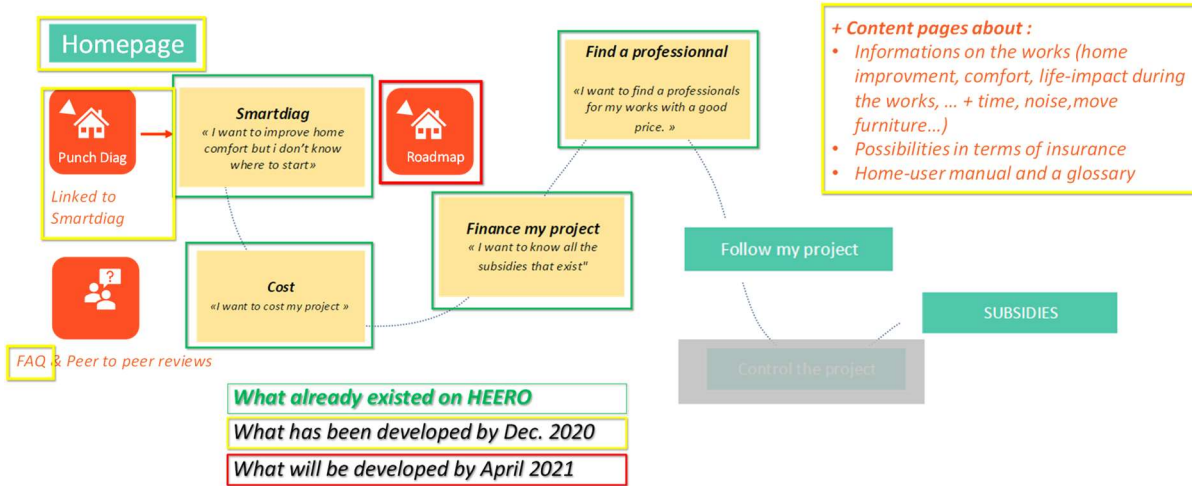 Homepage
Punch Diag
Linked to
Smartdiag
Smartdiag
« I want to improve home
comfort but i don't know
where to start»
Roadmap
Find a professionnal
«I want to find a professionals
for my works with a good
price. »
+ Content pages about :
• Informations on the works (home
improvment, comfort, life-impact during
the works, ... + time, noise,move
furniture...)
• Possibilities in terms of insurance
• Home-user manual and a glossary
Finance my project
« I want to know all the
subsidies that exist"
Cost
«I want to cost my project »
?
FAQ & Peer to peer reviews
Follow my project
SUBSIDIES
Control the project
What already existed on HEERO
What has been developed by Dec. 2020
What will be developed by April 2021